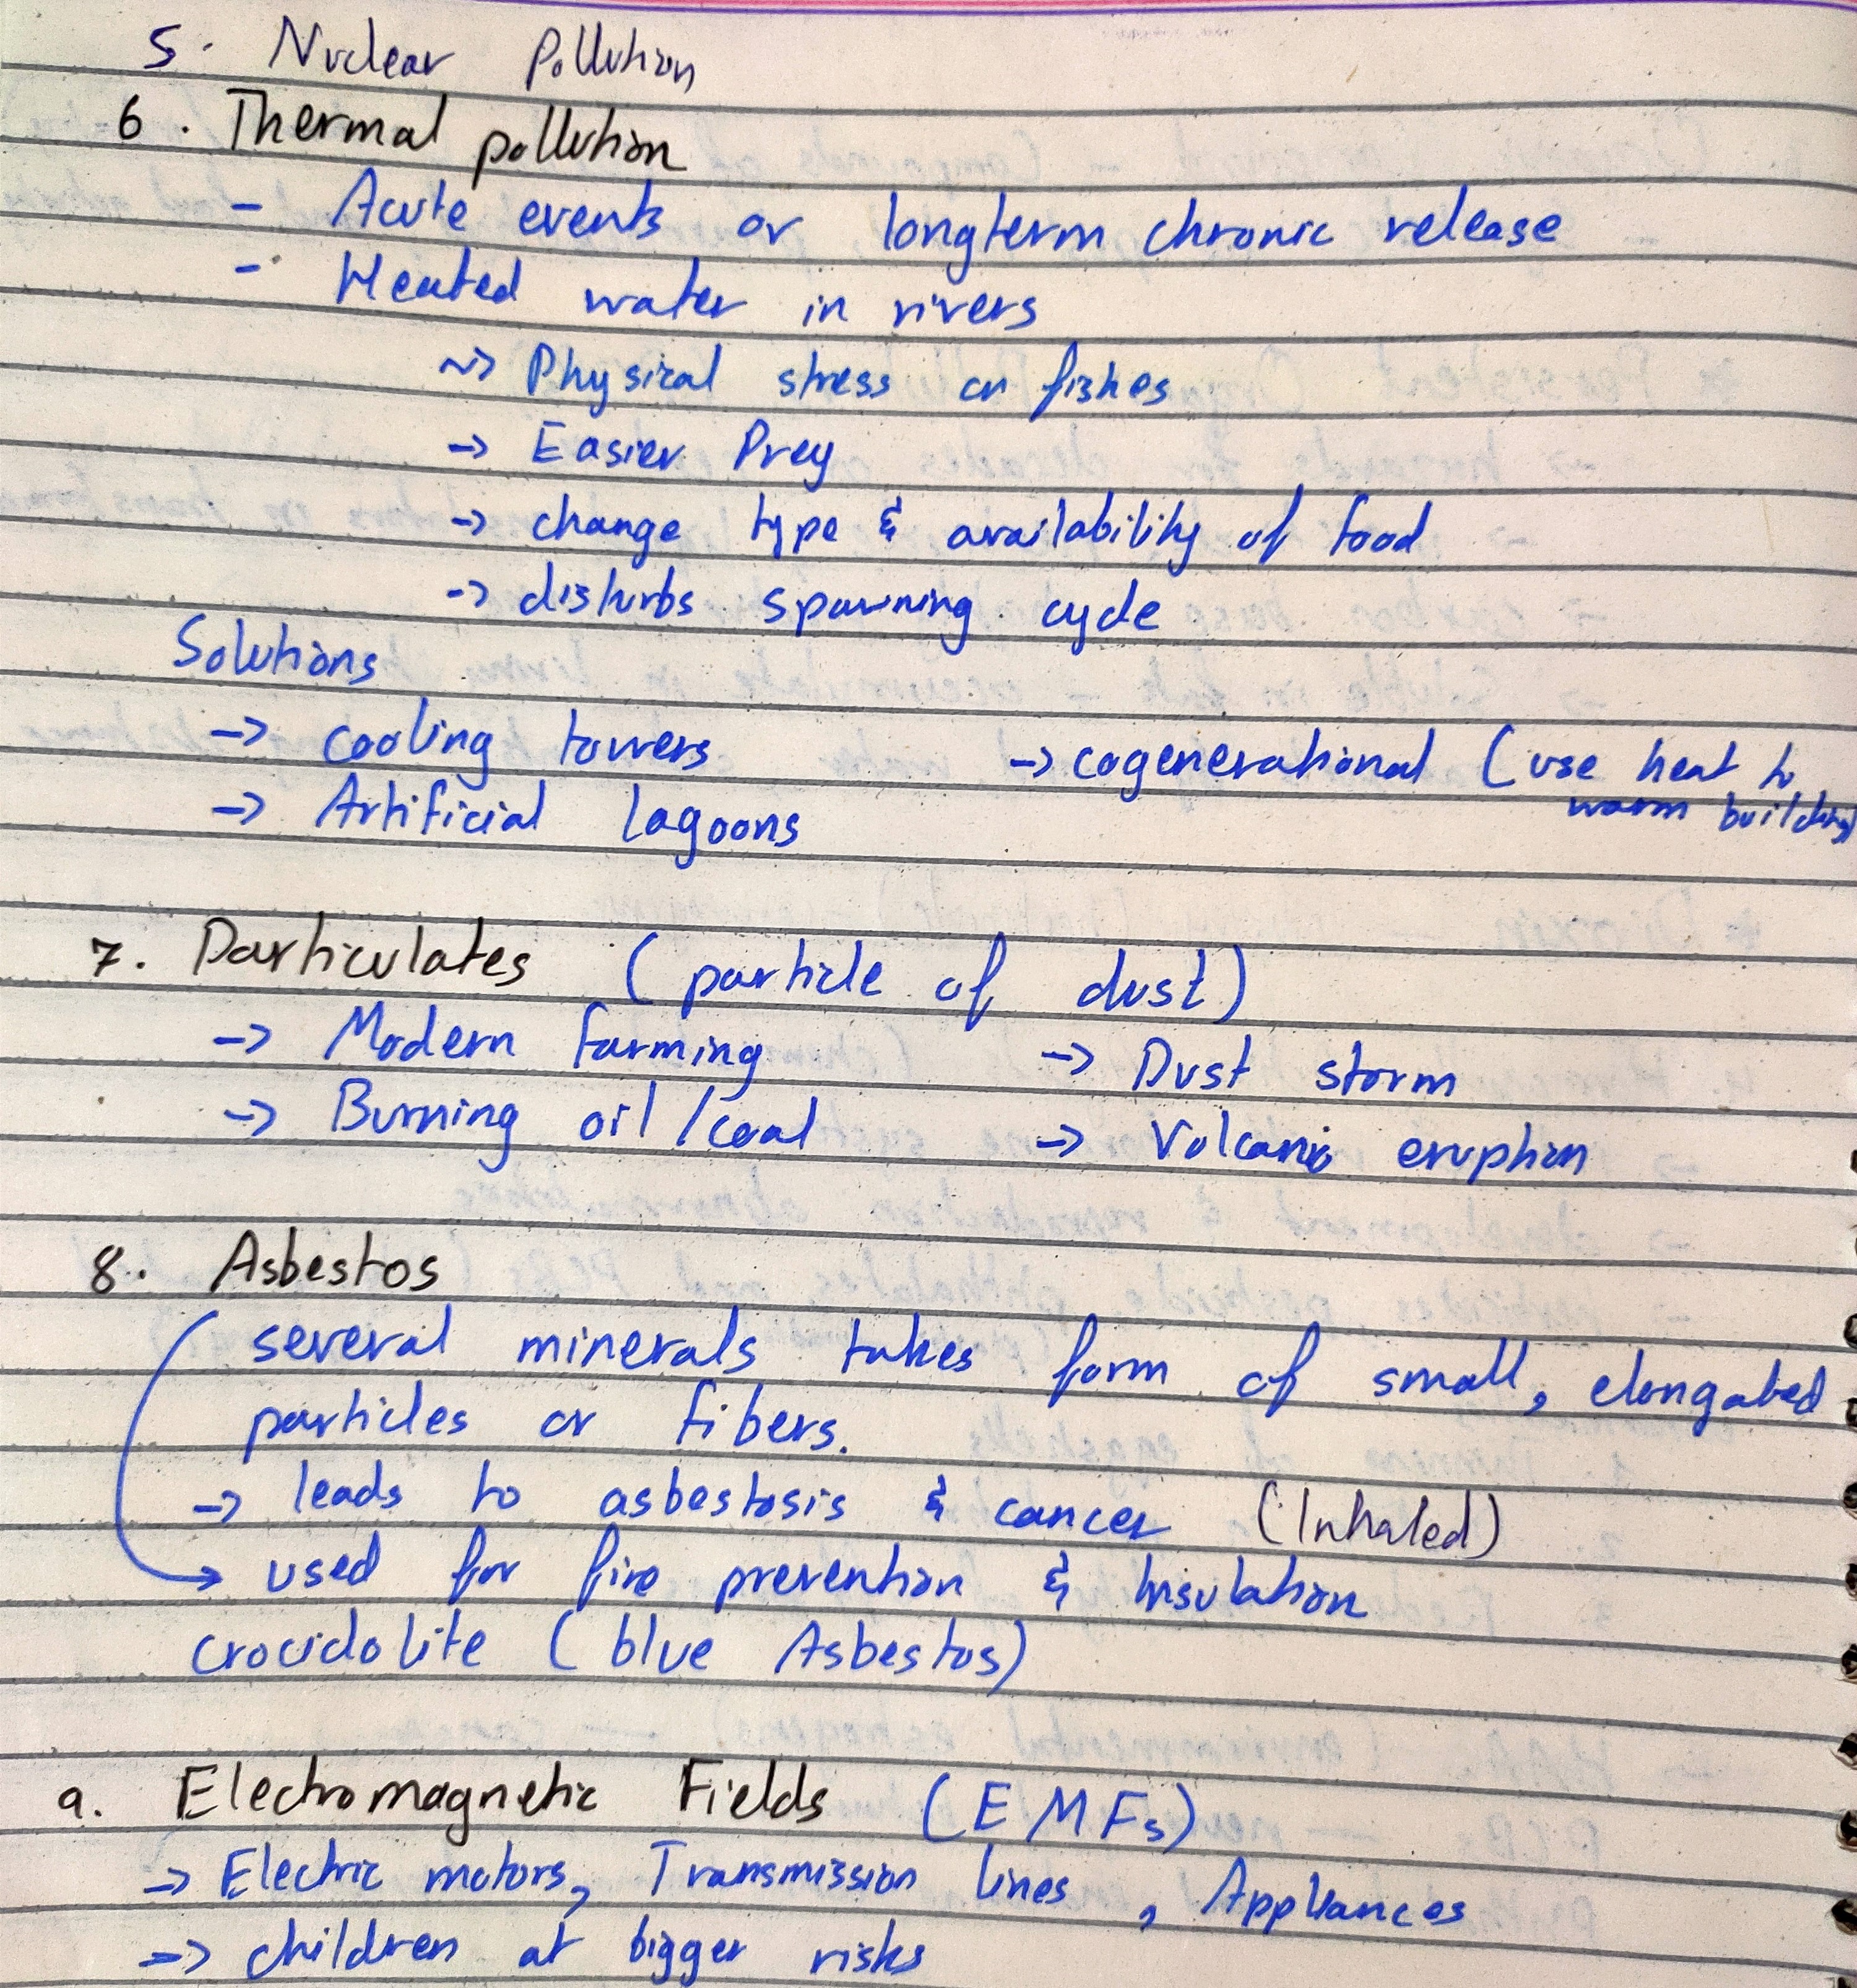 5. Nuclear Pollution
6. Thermal pollution
- Acute events or longterm chronic release
- Heated water in rivers
~> Physical stress on fishes
-> Easier Prey
-> change type & availability of food
-> disturbs spawning cycle
Solutions
-> cooling towers -> cogenerational (use heat to
warm building)
-> Artificial lagoons
7. Particulates (particle of dust)
-> Modern farming -> Dust storm
-> Burning oil/coal -> Volcanic eruption
8. Asbestos
several minerals takes form of small, elongated
particles or fibers.
-> leads to asbestosis & cancer (Inhaled)
-> used for fire prevention & Insulation
crocidolite (blue Asbestos)
9. Electromagnetic Fields (EMFs)
-> Electric motors, Transmission lines, Appliances
-> children at bigger risks